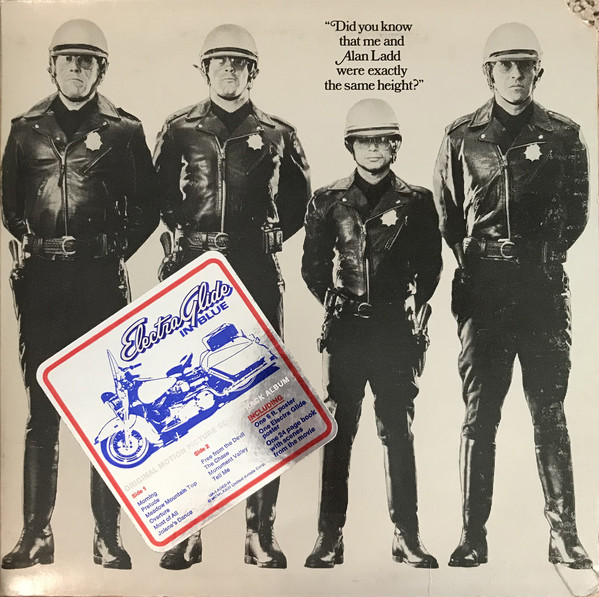 “Did you know
that me and
Alan Ladd
were exactly
the same height?”
Electra Glide
IN BLUE
ORIGINAL MOTION PICTURE
TRACK ALBUM
Side 1
Morning
Prelude
Meadow Mountain Top
Overture
Most of All
Jolene's Dance
Side 2
Free from the Devil
The Chase
Monument Valley
Tell Me
INCLUDING
One 6 ft. poster
One Electra Glide
poster
One 24 page book
with scenes
from the movie